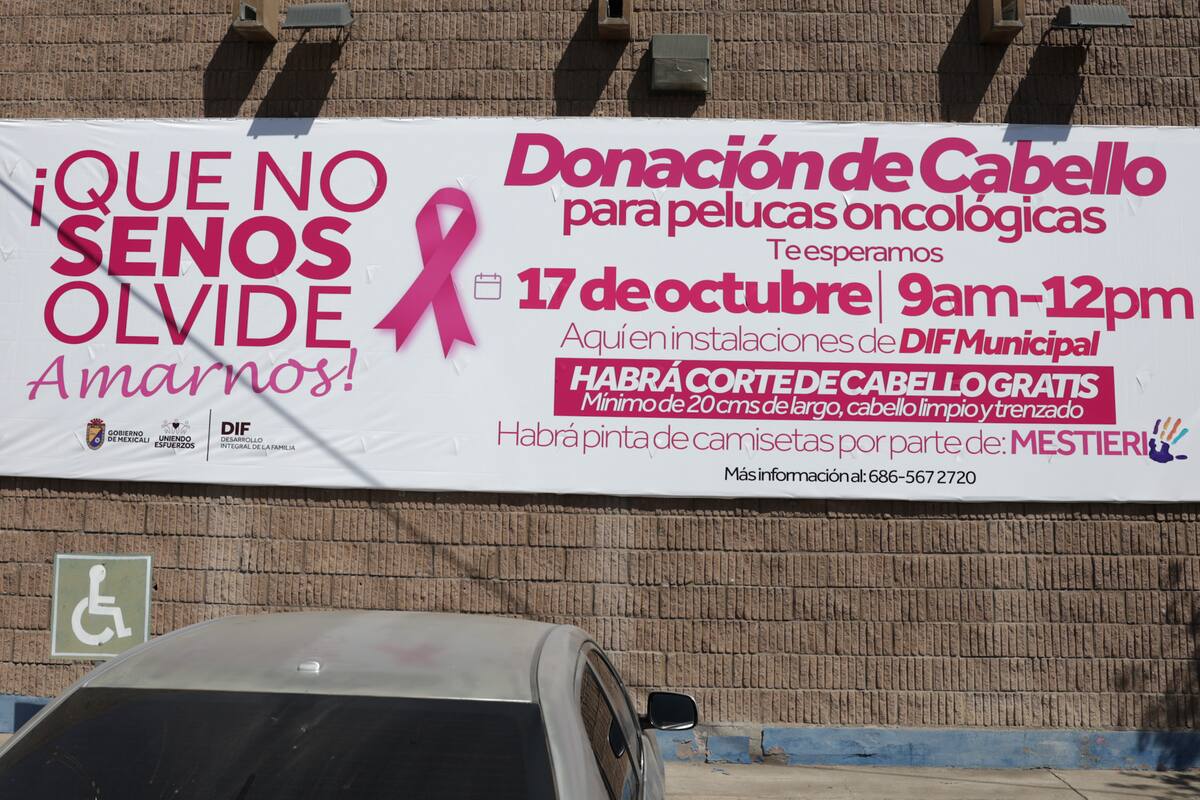 ¡QUE NO
SENOS
OLVIDE
Amarnos!
GOBIERNO
DE MEXICALI
UNIENDO
ESFUERZOS
DIF
DESARROLLO
INTEGRAL DE LA FAMILIA
Donación de Cabello
para pelucas oncológicas
Te esperamos
17 de octubre | 9am-12pm
Aquí en instalaciones de DIF Municipal
HABRÁ CORTE DE CABELLO GRATIS
Mínimo de 20 cms de largo, cabello limpio y trenzado
Habrá pinta de camisetas por parte de: MESTIERI
Más información al: 686-567 2720